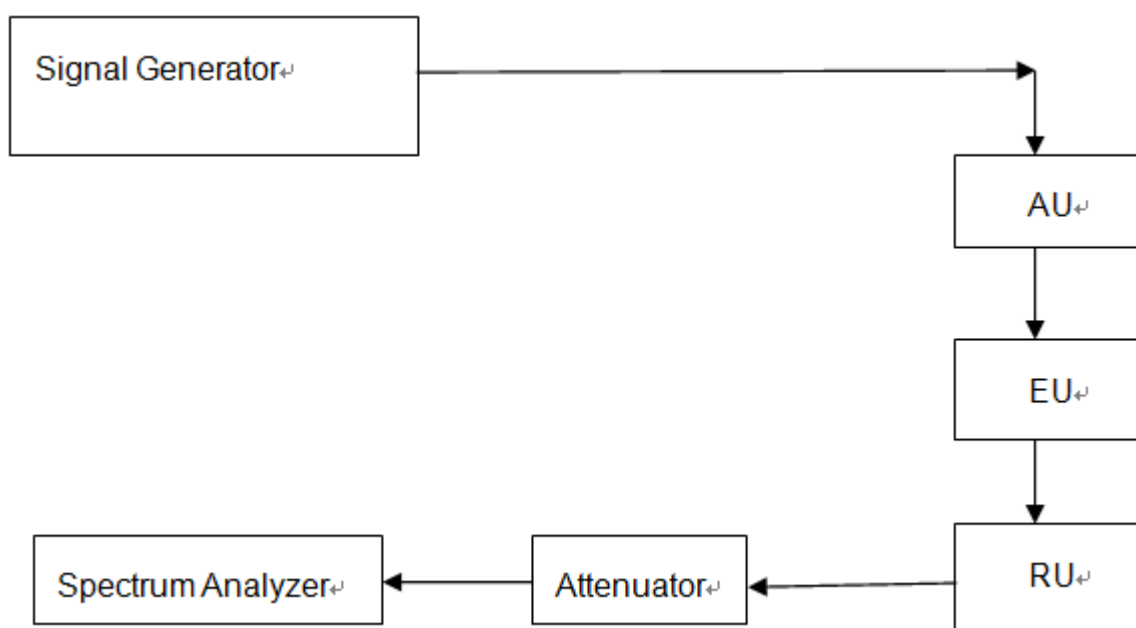 Signal Generator
AU
EU
RU
Attenuator
Spectrum Analyzer